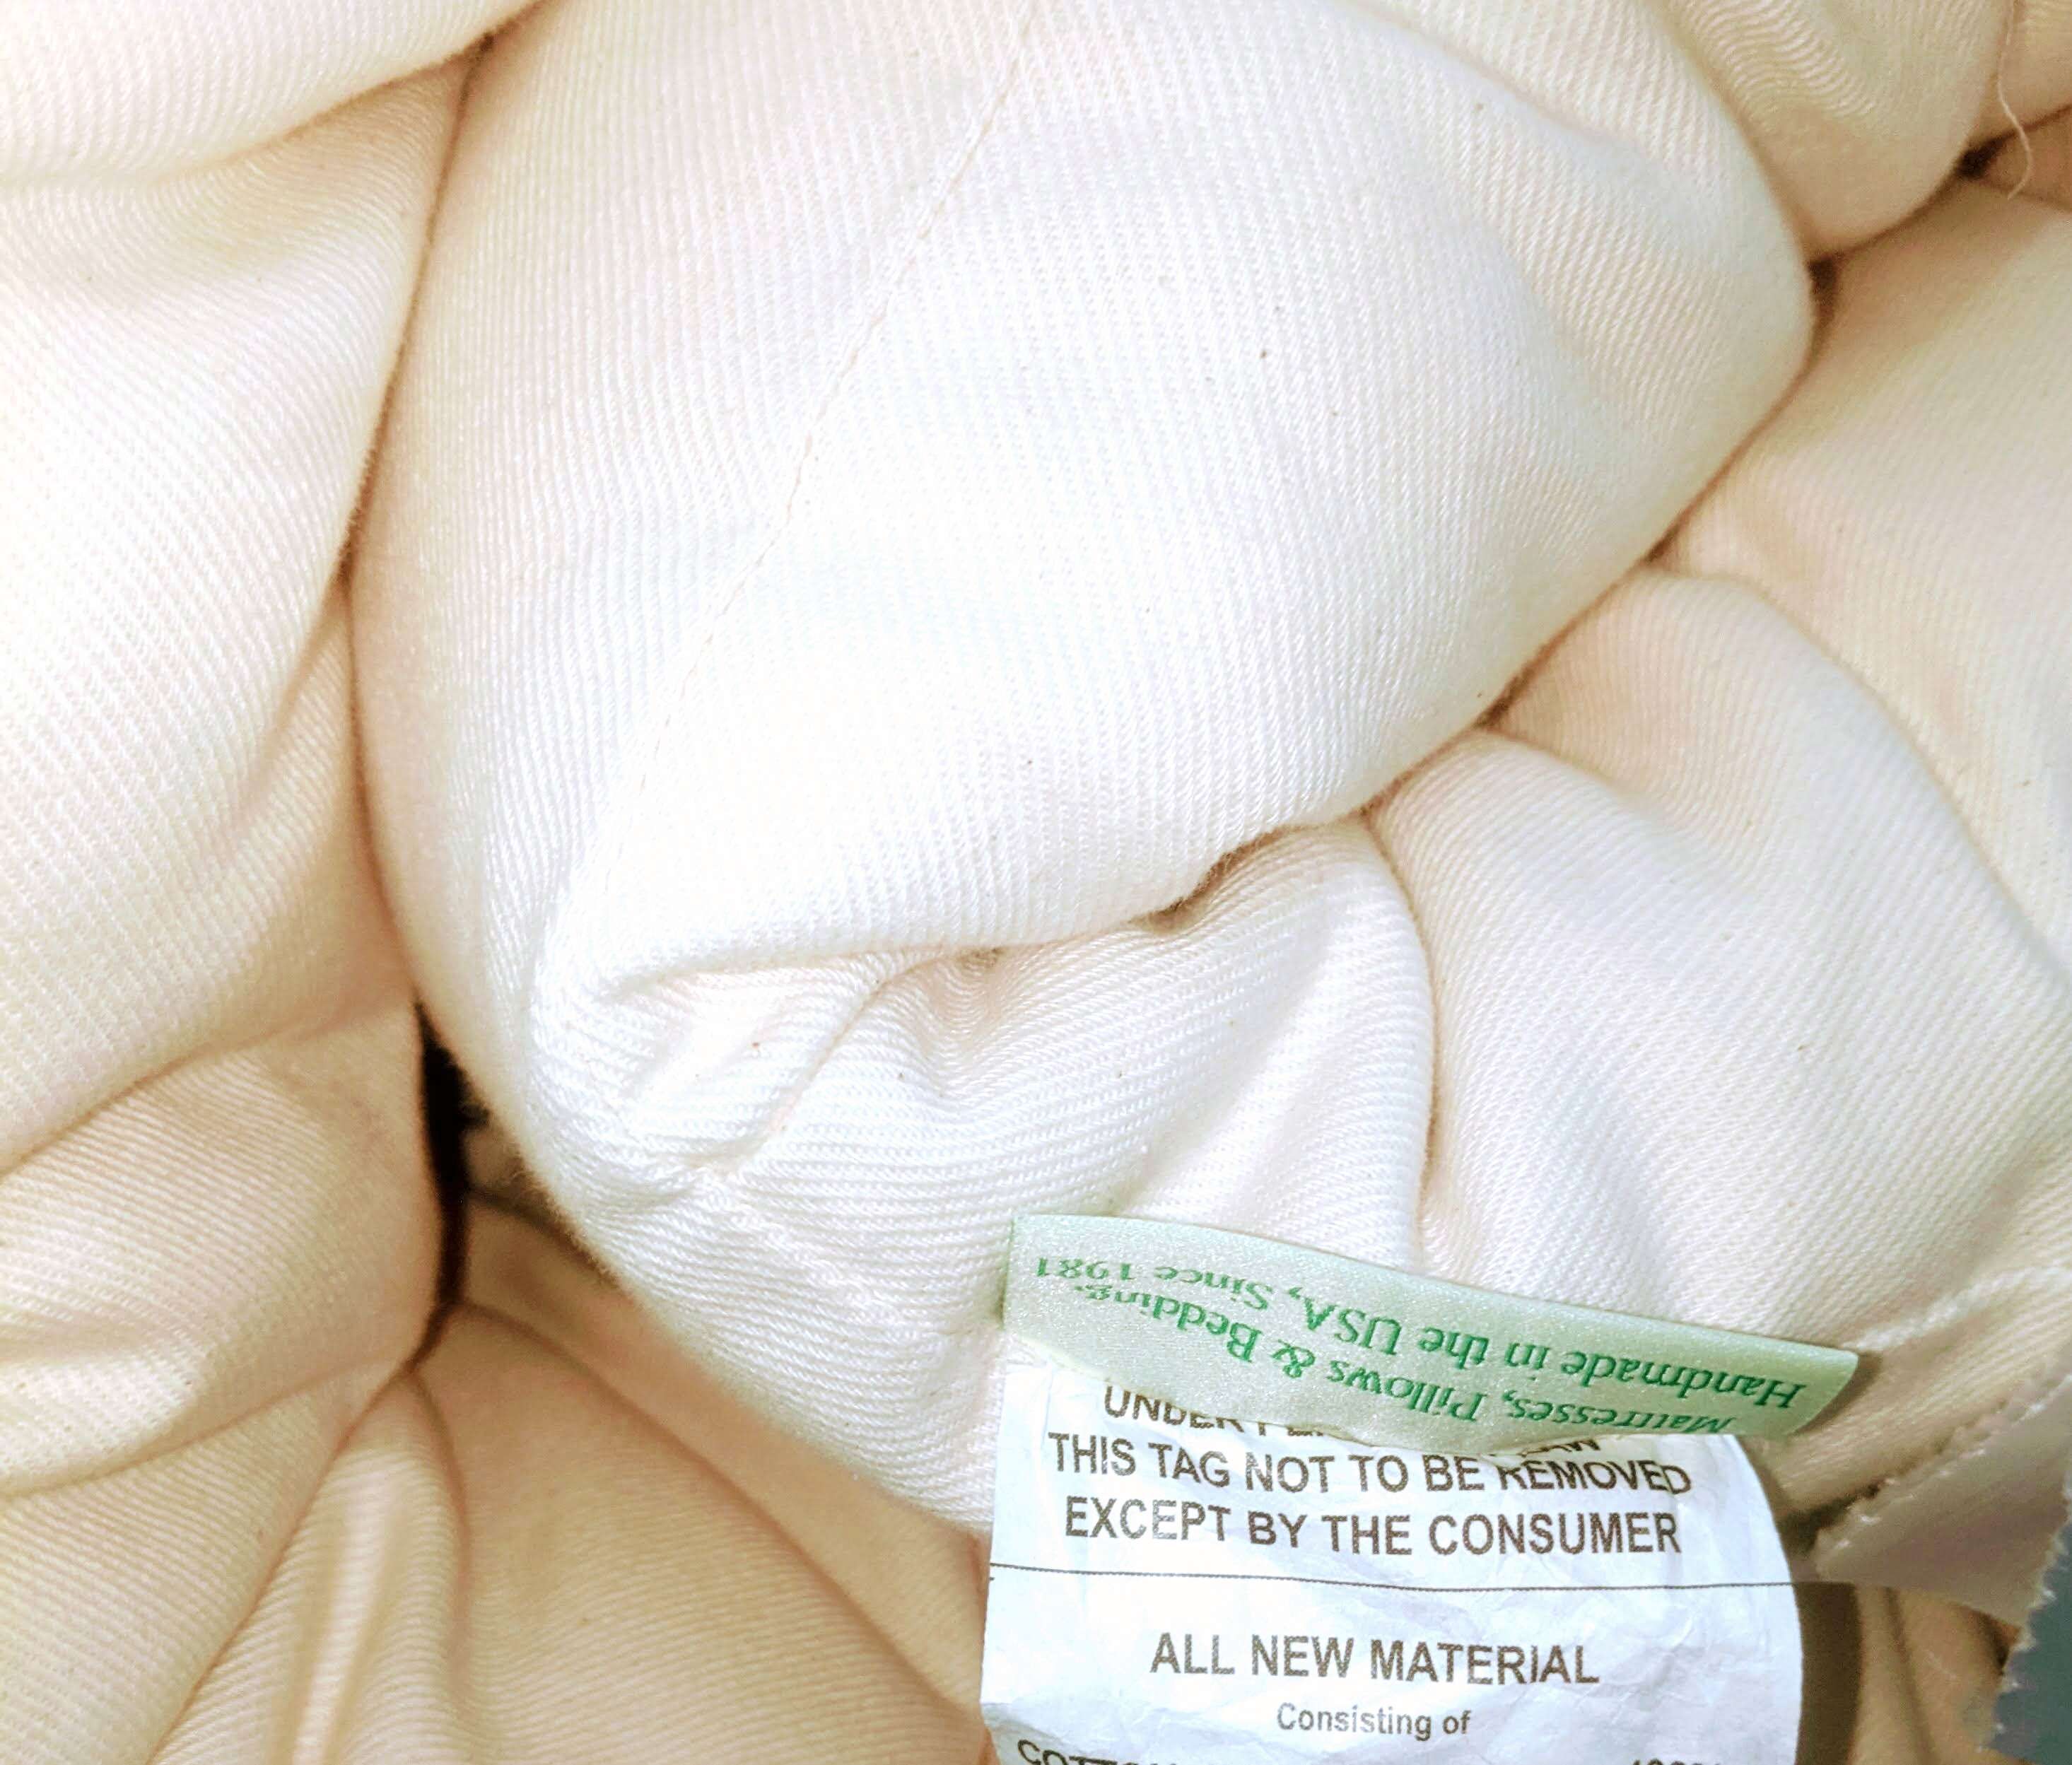 Mattresses, Pillows & Bedding.
Handmade in the USA, Since 1981
UNDER
THIS TAG NOT TO BE REMOVED
EXCEPT BY THE CONSUMER
ALL NEW MATERIAL
Consisting of